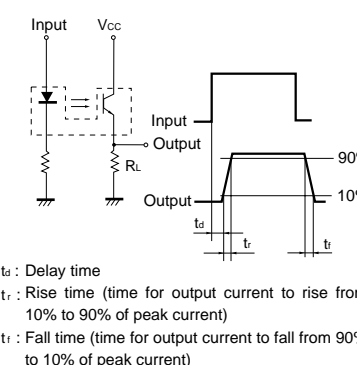 Input Vcc
Input
Output
RL
90%
10%
Output
td
tr
tf
td : Delay time
tr : Rise time (time for output current to rise from
10% to 90% of peak current)
tf : Fall time (time for output current to fall from 90%
to 10% of peak current)